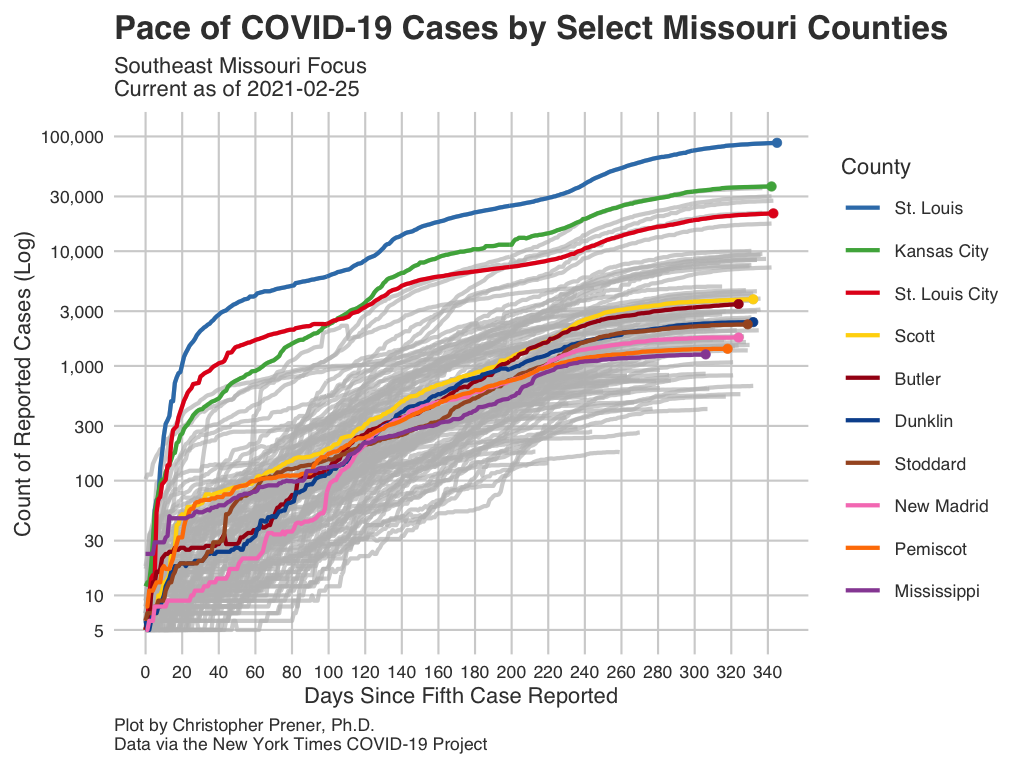 Pace of COVID-19 Cases by Select Missouri Counties
Southeast Missouri Focus
Current as of 2021-02-25
Count of Reported Cases (Log)
100,000
30,000
10,000
3,000
1,000
300
100
30
10
5
0 20 40 60 80 100 120 140 160 180 200 220 240 260 280 300 320 340
Days Since Fifth Case Reported
County
St. Louis
Kansas City
St. Louis City
Scott
Butler
Dunklin
Stoddard
New Madrid
Pemiscot
Mississippi
Plot by Christopher Prener, Ph.D.
Data via the New York Times COVID-19 Project